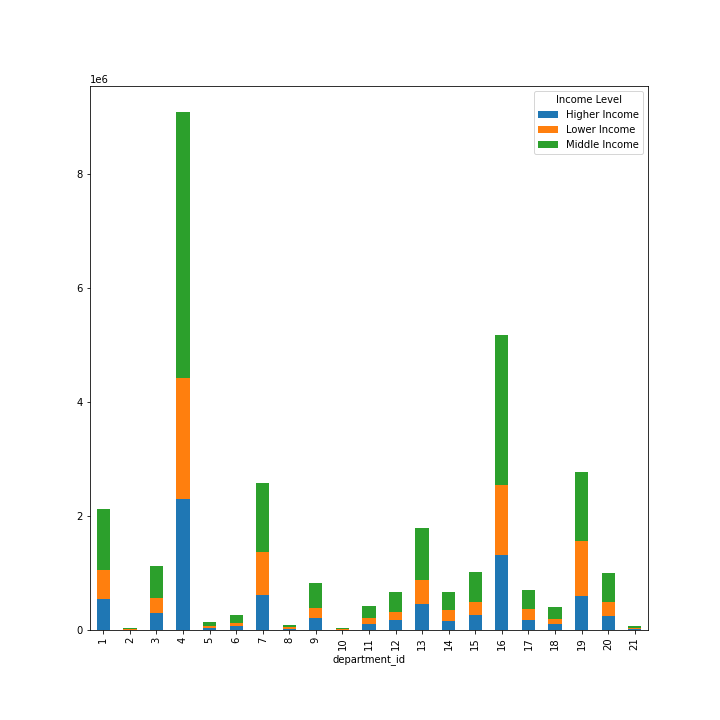 1e6
Income Level
Higher Income
Lower Income
Middle Income
8
6
4
2
0
1 2 3 4 5 6 7 8 9 10 11 12 13 14 15 16 17 18 19 20 21
department_id